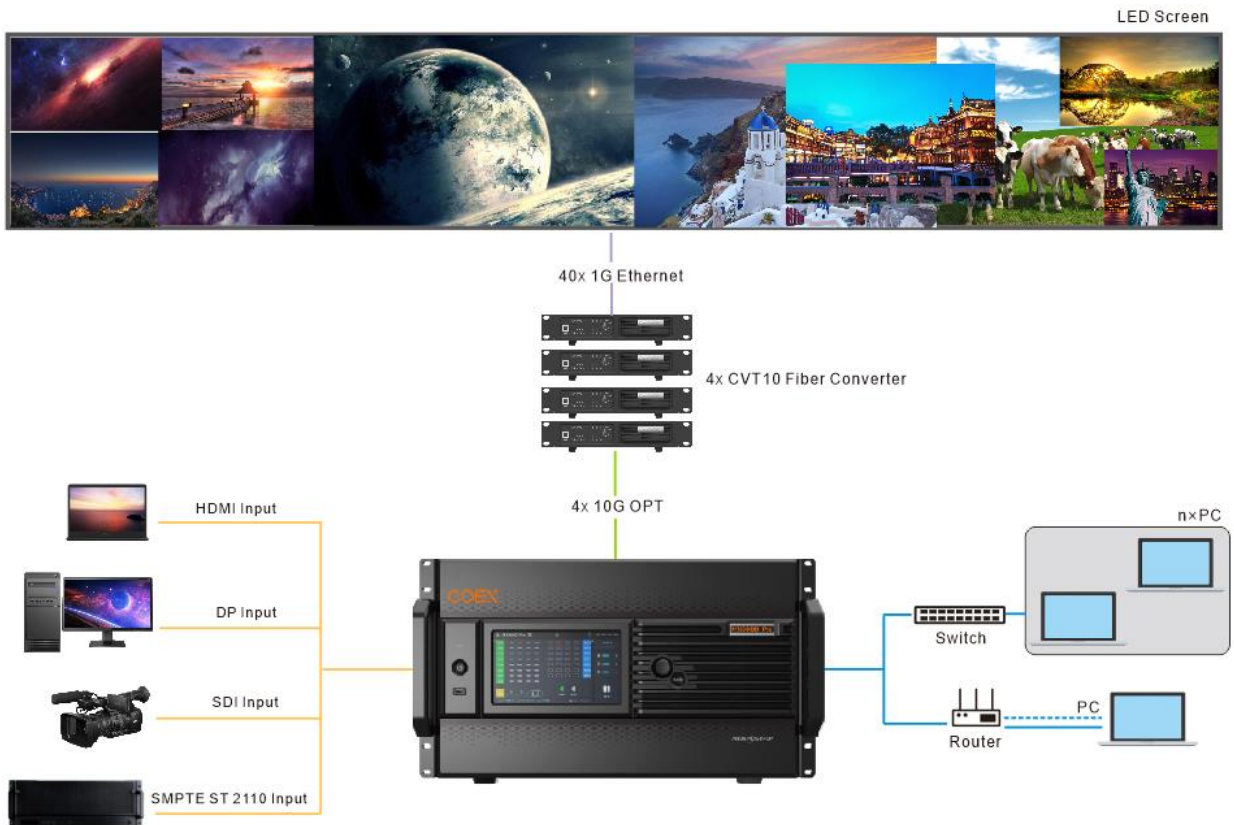 LED Screen
40x 1G Ethernet
4x CVT10 Fiber Converter
4x 10G OPT
HDMI Input
DP Input
SDI Input
SMPTE ST 2110 Input
COEX
n×PC
Switch
PC
Router